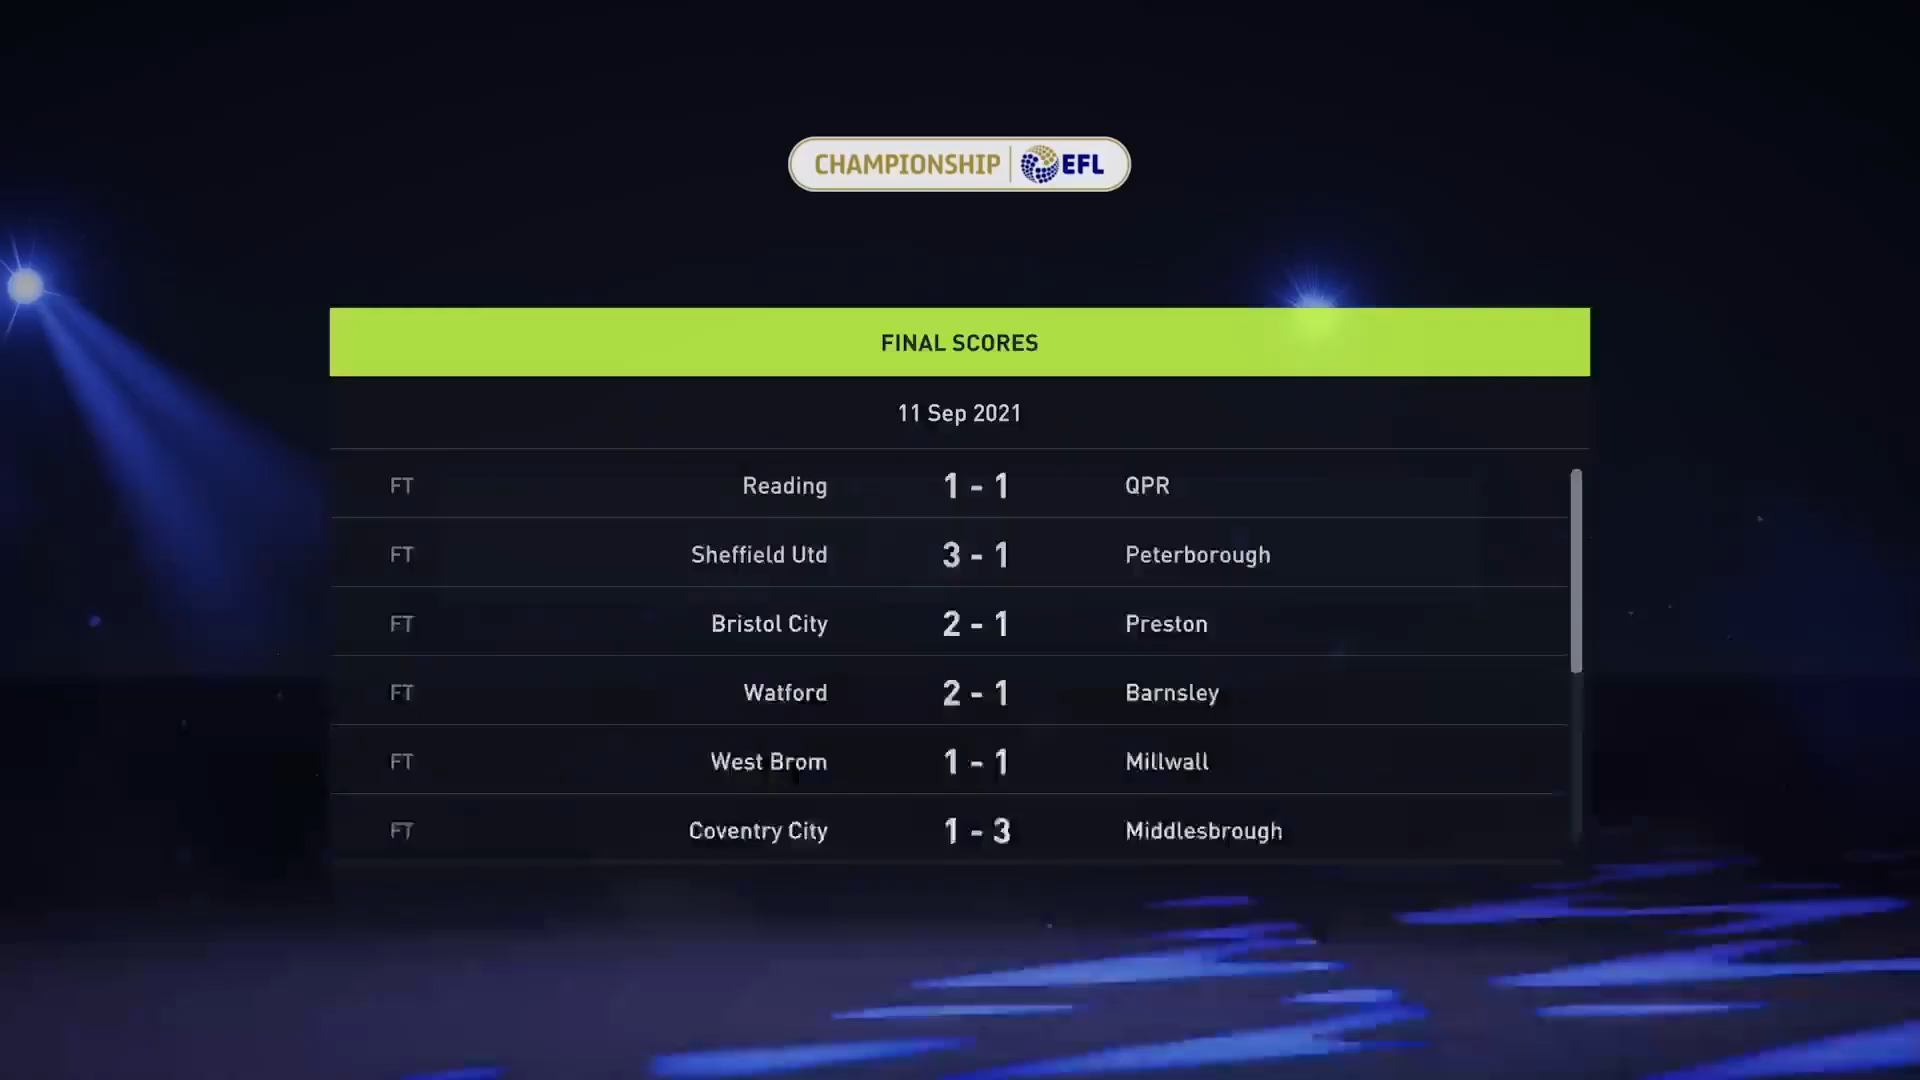 CHAMPIONSHIP EFL
FINAL SCORES
11 Sep 2021
FT Reading 1 - 1 QPR
FT Sheffield Utd 3 - 1 Peterborough
FT Bristol City 2 - 1 Preston
FT Watford 2 - 1 Barnsley
FT West Brom 1 - 1 Millwall
FT Coventry City 1 - 3 Middlesbrough